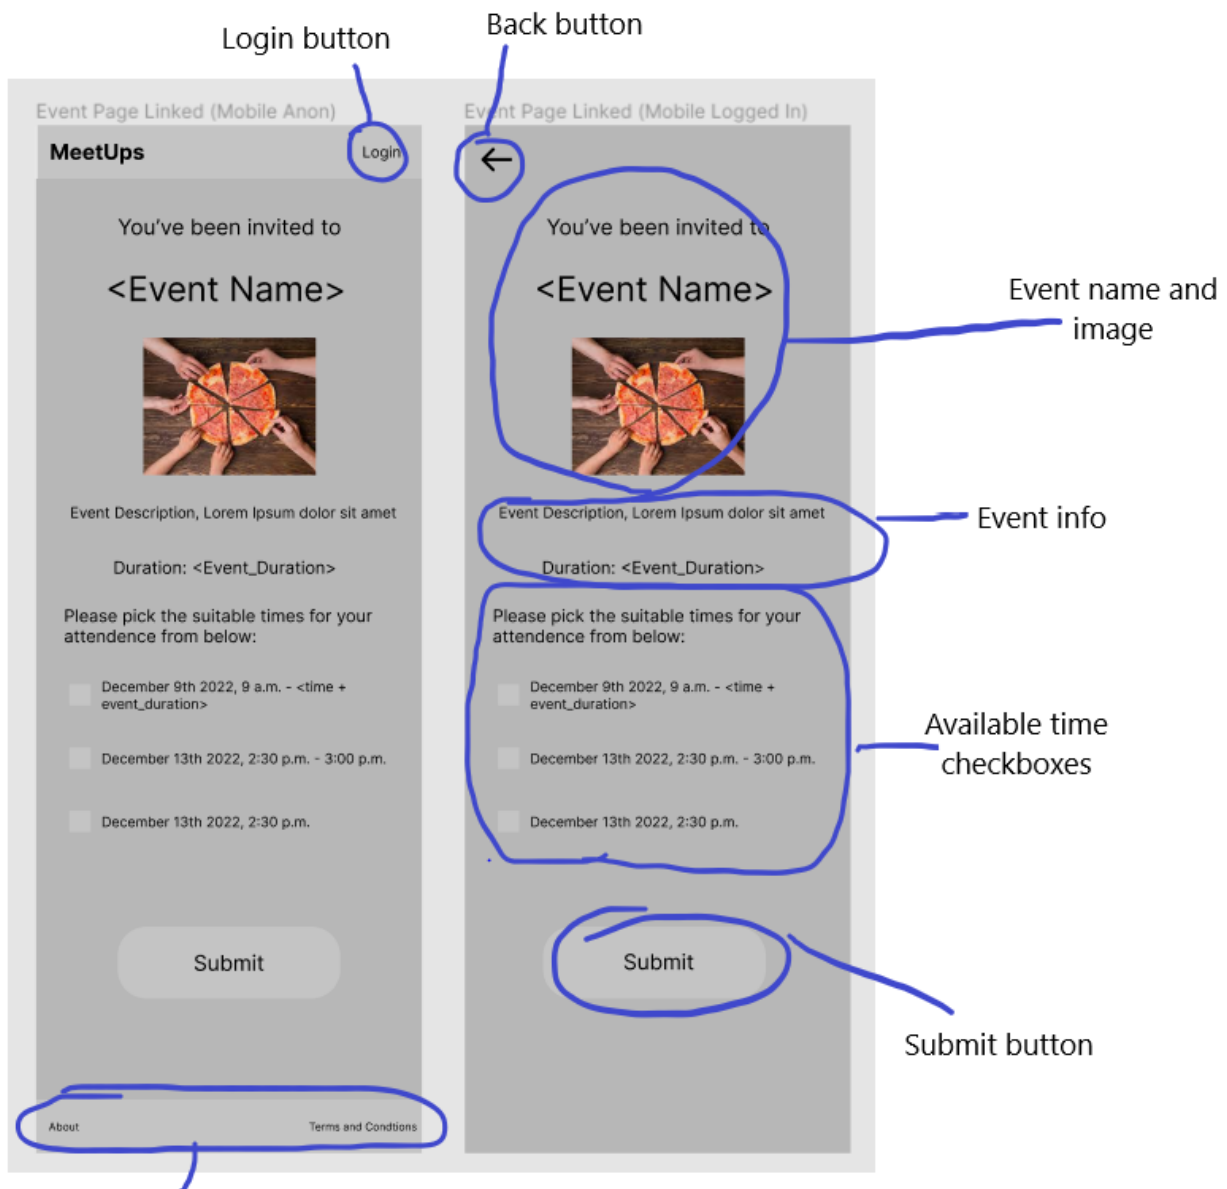 Login button
Back button
Event Page Linked (Mobile Anon)
MeetUps
Login
You've been invited to
<Event Name>
Event Description, Lorem Ipsum dolor sit amet
Duration: <Event_Duration>
Please pick the suitable times for your
attendence from below:
December 9th 2022, 9 a.m. - <time +
event_duration>
December 13th 2022, 2:30 p.m. - 3:00 p.m.
December 13th 2022, 2:30 p.m.
Submit
About
Terms and Condtions
Event Page Linked (Mobile Logged In)
You've been invited to
<Event Name>
Event Description, Lorem Ipsum dolor sit amet
Duration: <Event_Duration>
Please pick the suitable times for your
attendence from below:
December 9th 2022, 9 a.m. - <time +
event_duration>
December 13th 2022, 2:30 p.m. - 3:00 p.m.
December 13th 2022, 2:30 p.m.
Submit
Event name and
image
Event info
Available time
checkboxes
Submit button